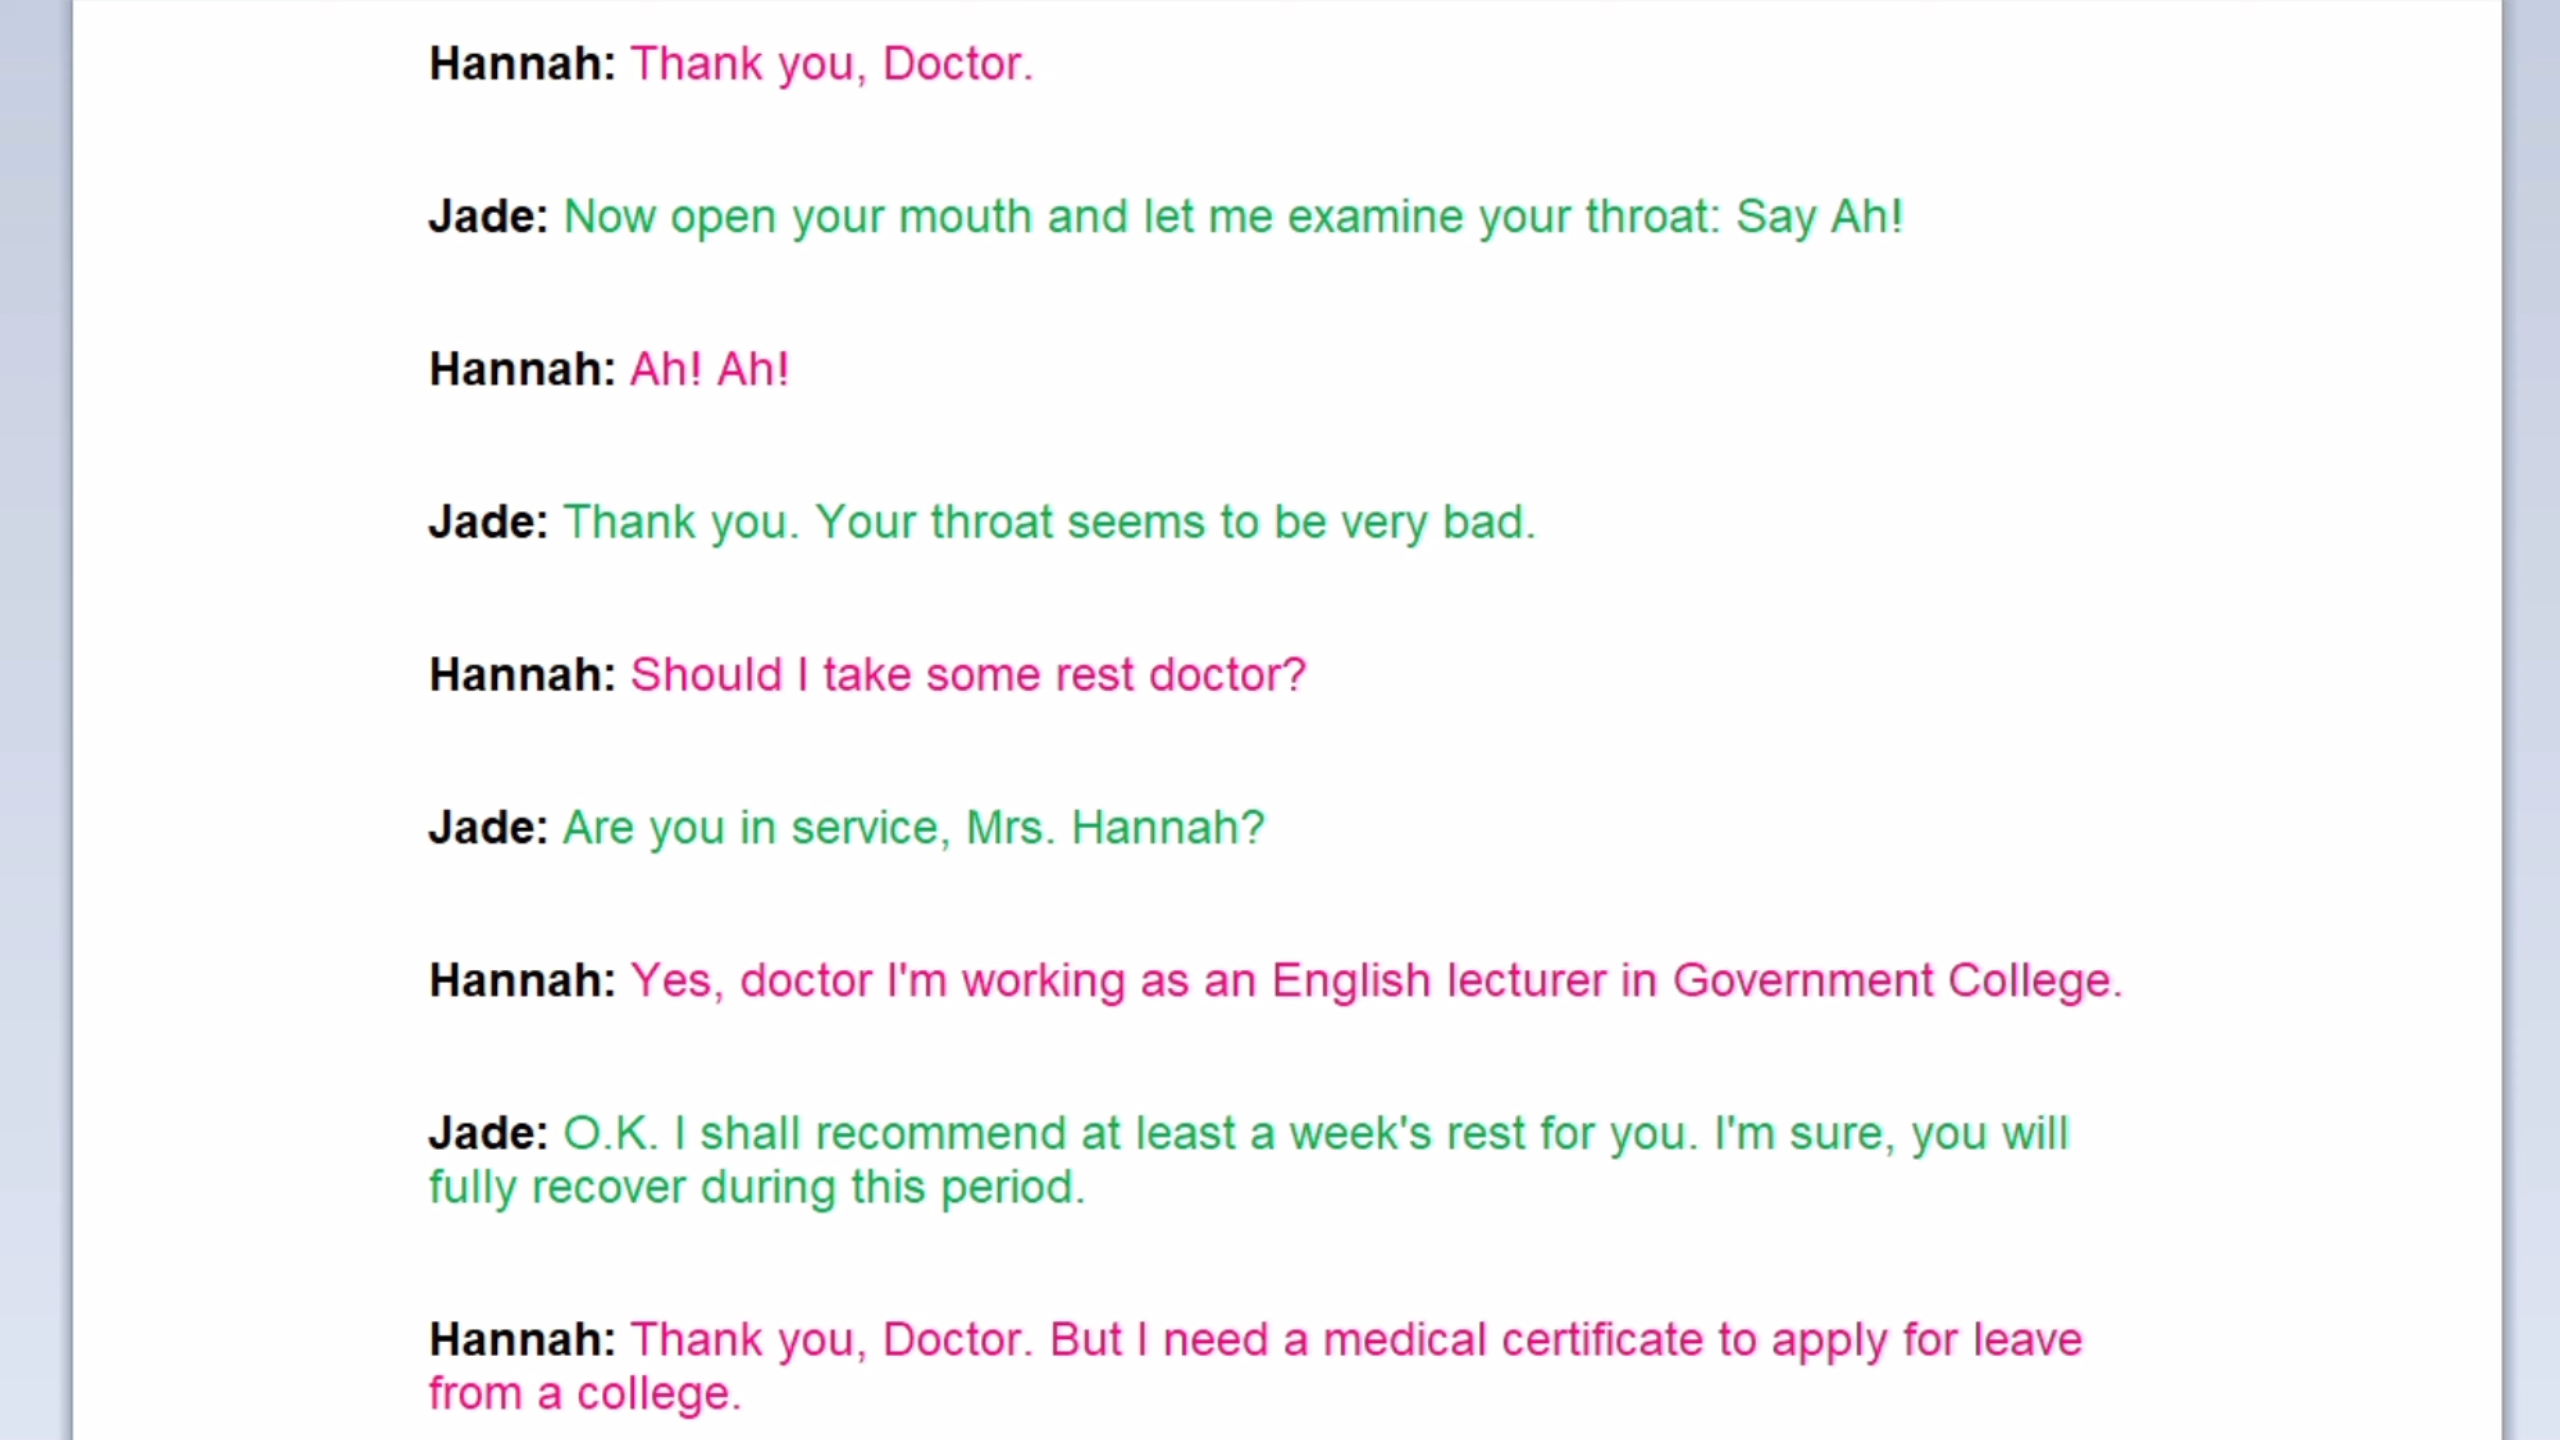 Hannah: Thank you, Doctor.
Jade: Now open your mouth and let me examine your throat: Say Ah!
Hannah: Ah! Ah!
Jade: Thank you. Your throat seems to be very bad.
Hannah: Should I take some rest doctor?
Jade: Are you in service, Mrs. Hannah?
Hannah: Yes, doctor I'm working as an English lecturer in Government College.
Jade: O.K. I shall recommend at least a week's rest for you. I'm sure, you will
fully recover during this period.
Hannah: Thank you, Doctor. But I need a medical certificate to apply for leave
from a college.